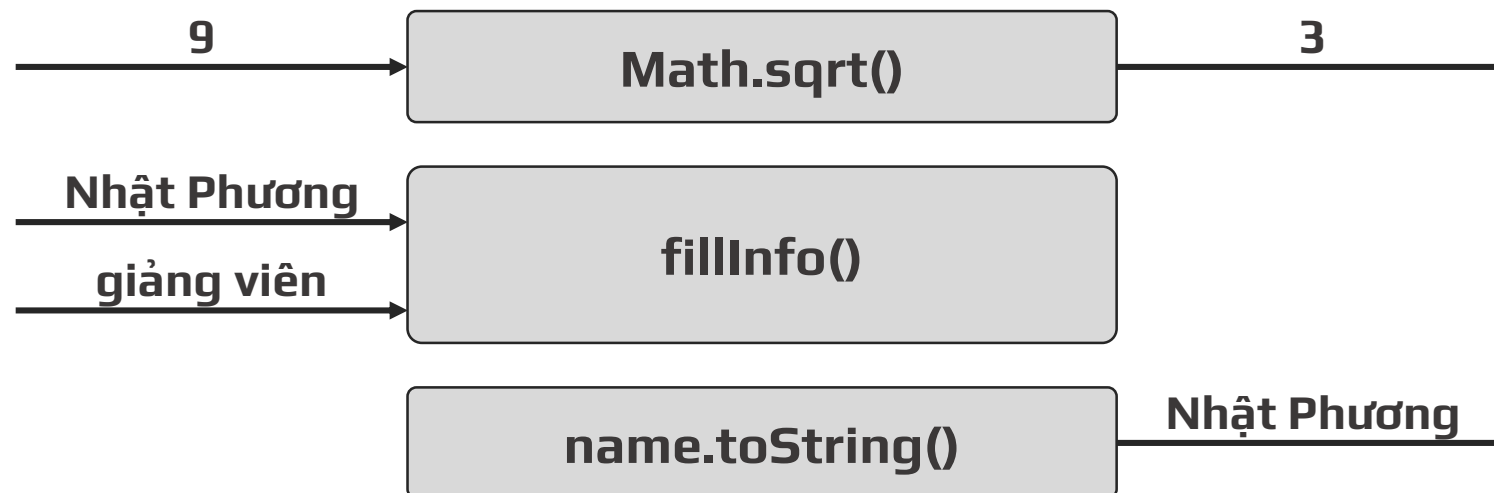 9
Math.sqrt()
3
Nhật Phương
giảng viên
fillInfo()
name.toString()
Nhật Phương